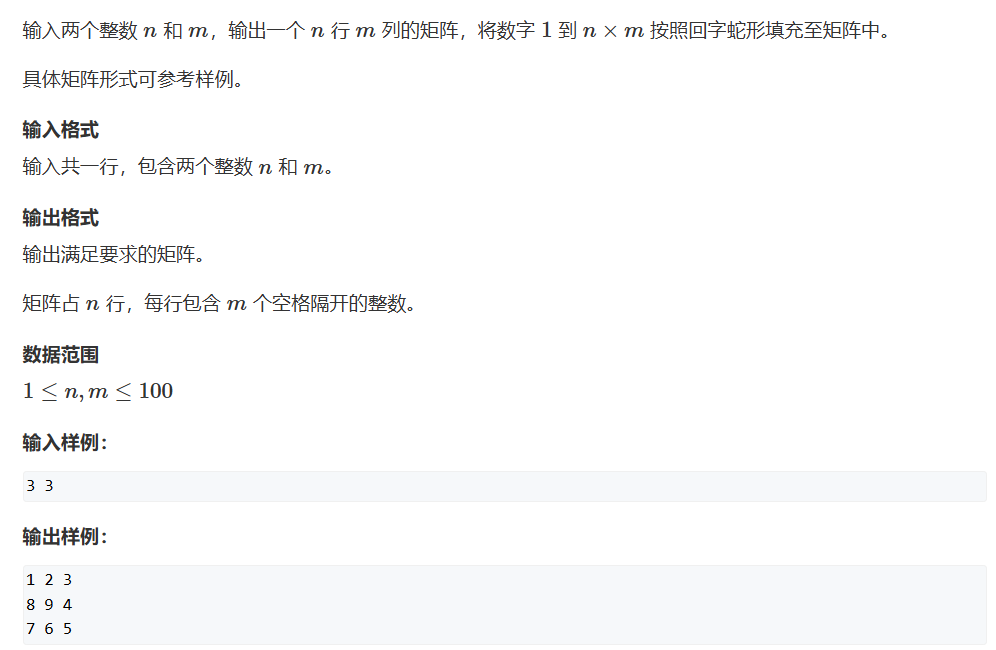 输入两个整数 n 和 m，输出一个 n 行 m 列的矩阵，将数字 1 到 n × m 按照回字蛇形填充至矩阵中。
具体矩阵形式可参考样例。
输入格式
输入共一行，包含两个整数 n 和 m。
输出格式
输出满足要求的矩阵。
矩阵占 n 行，每行包含 m 个空格隔开的整数。
数据范围
1 ≤ n, m ≤ 100
输入样例：
3 3
输出样例：
1 2 3
8 9 4
7 6 5